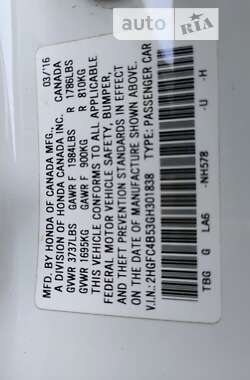 AUTO
RIA
MFD. BY HONDA OF CANADA MFG., 03/16
A DIVISION OF HONDA CANADA INC. CANADA
GVWR 3737LBS GAWR F 1984LBS R 1786LBS
GVWR 1695KG GAWR F 900KG R 810KG
THIS VEHICLE CONFORMS TO ALL APPLICABLE
FEDERAL MOTOR VEHICLE SAFETY, BUMPER,
AND THEFT PREVENTION STANDARDS IN EFFECT
ON THE DATE OF MANUFACTURE SHOWN ABOVE.
V.I.N.: 2HGFC4B53GH301838 TYPE: PASSENGER CAR
TBG G LA6 -NH578 -U -H